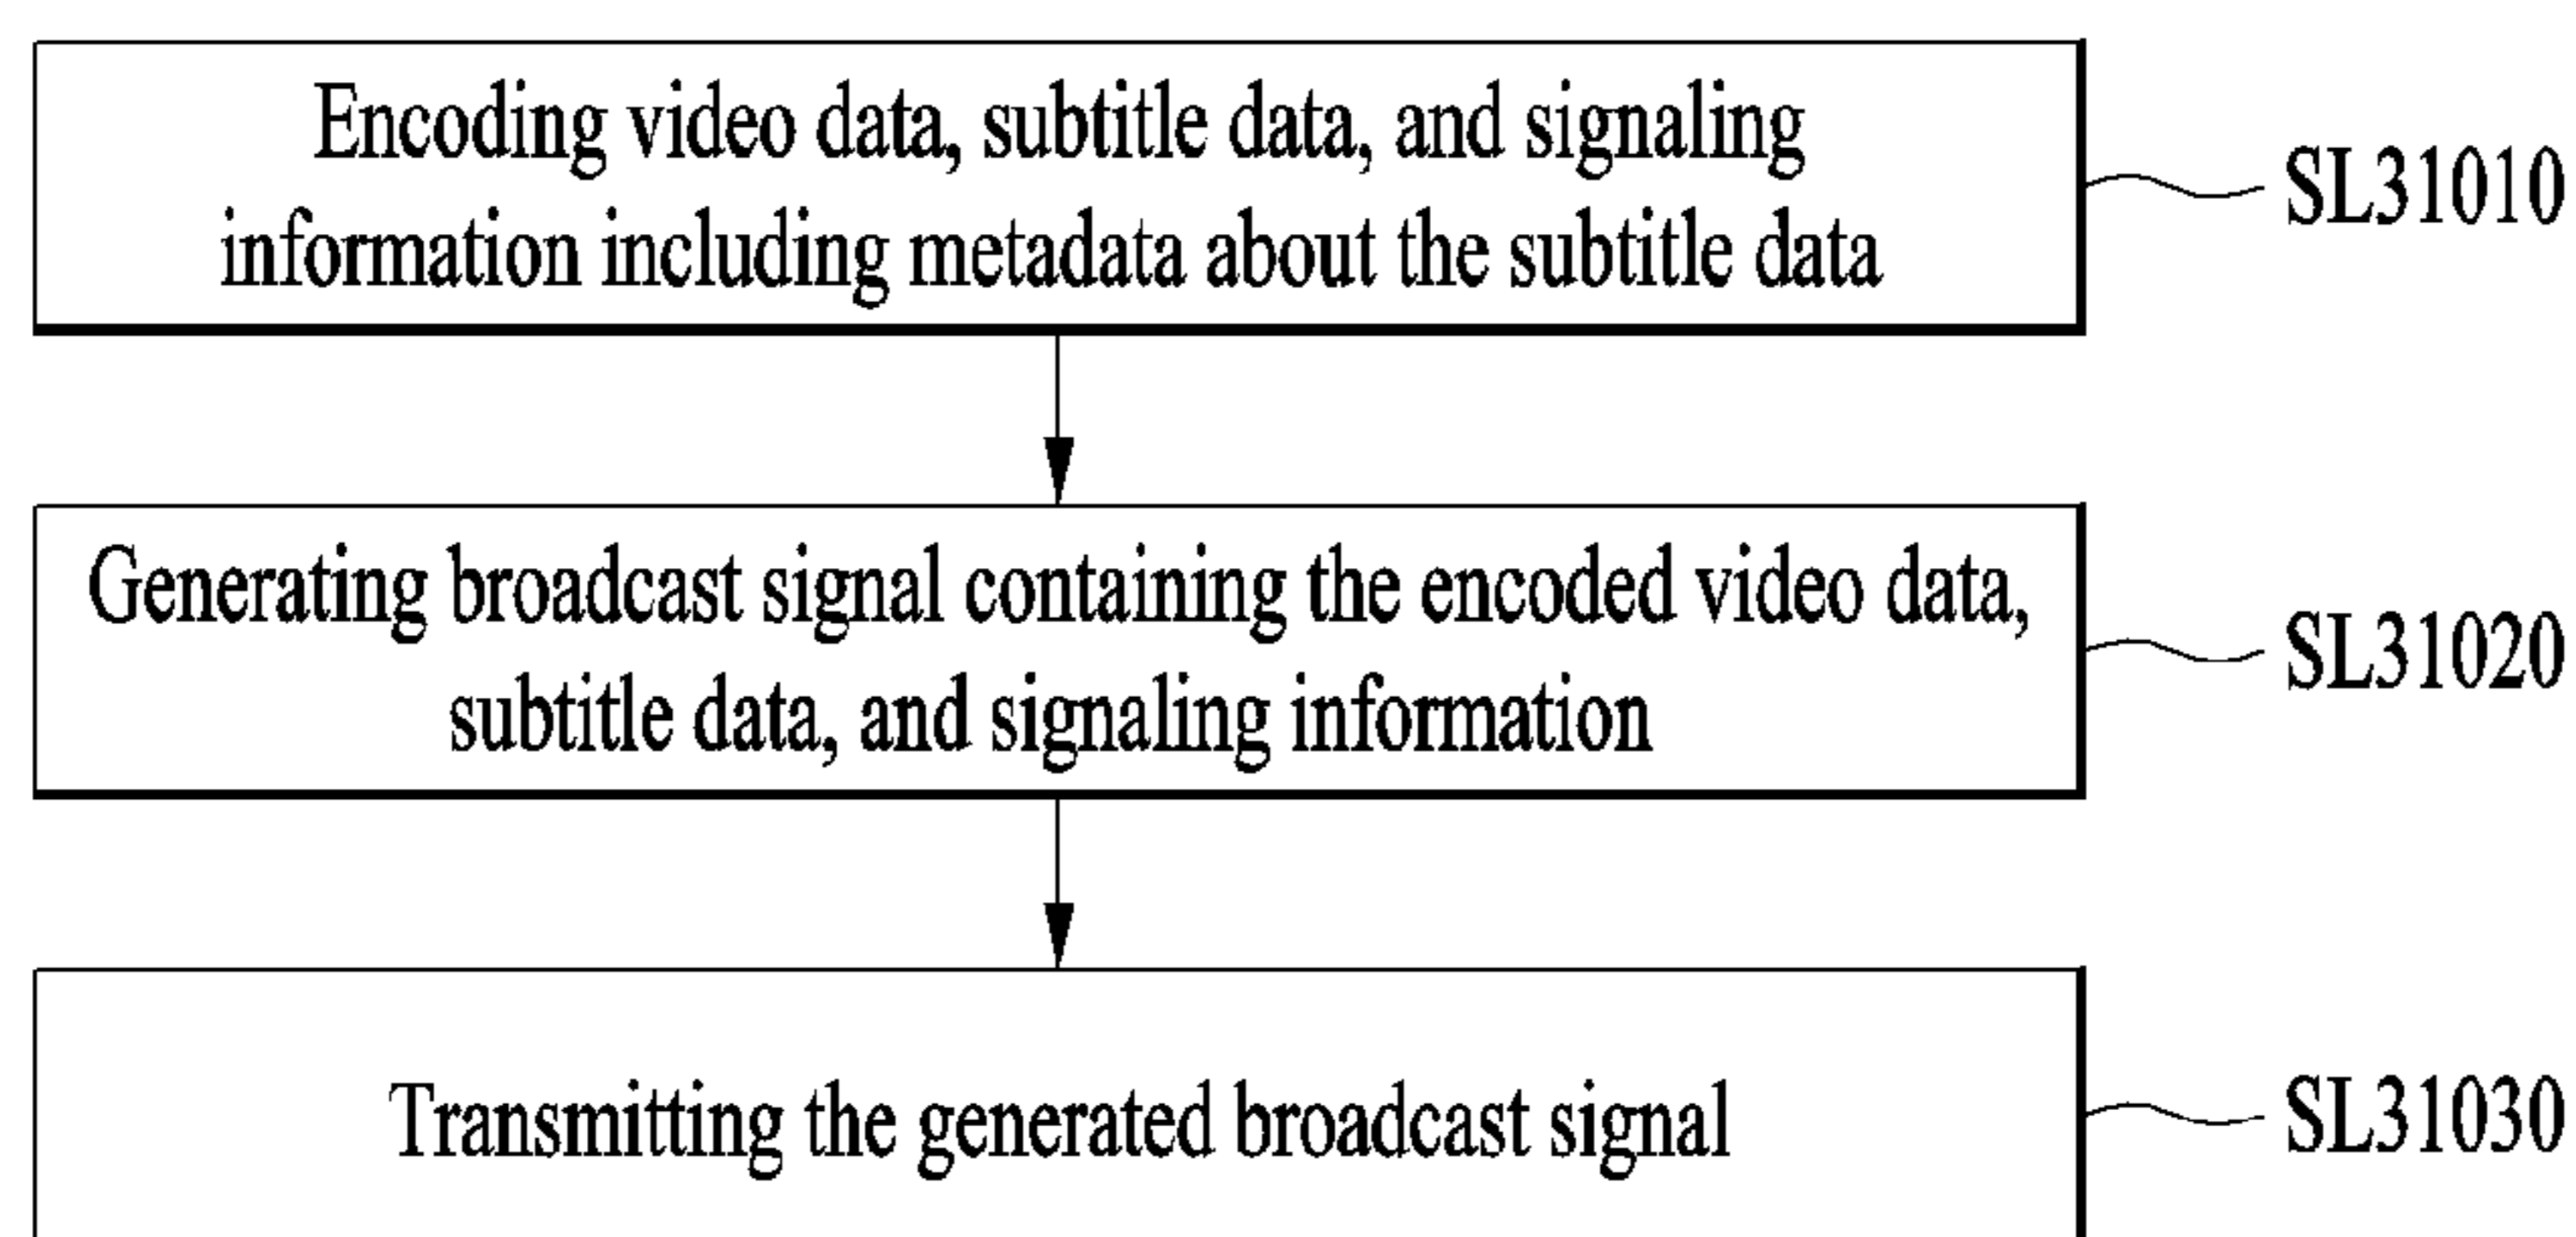 Encoding video data, subtitle data, and signaling
information including metadata about the subtitle data
SL31010
Generating broadcast signal containing the encoded video data,
subtitle data, and signaling information
SL31020
Transmitting the generated broadcast signal
SL31030